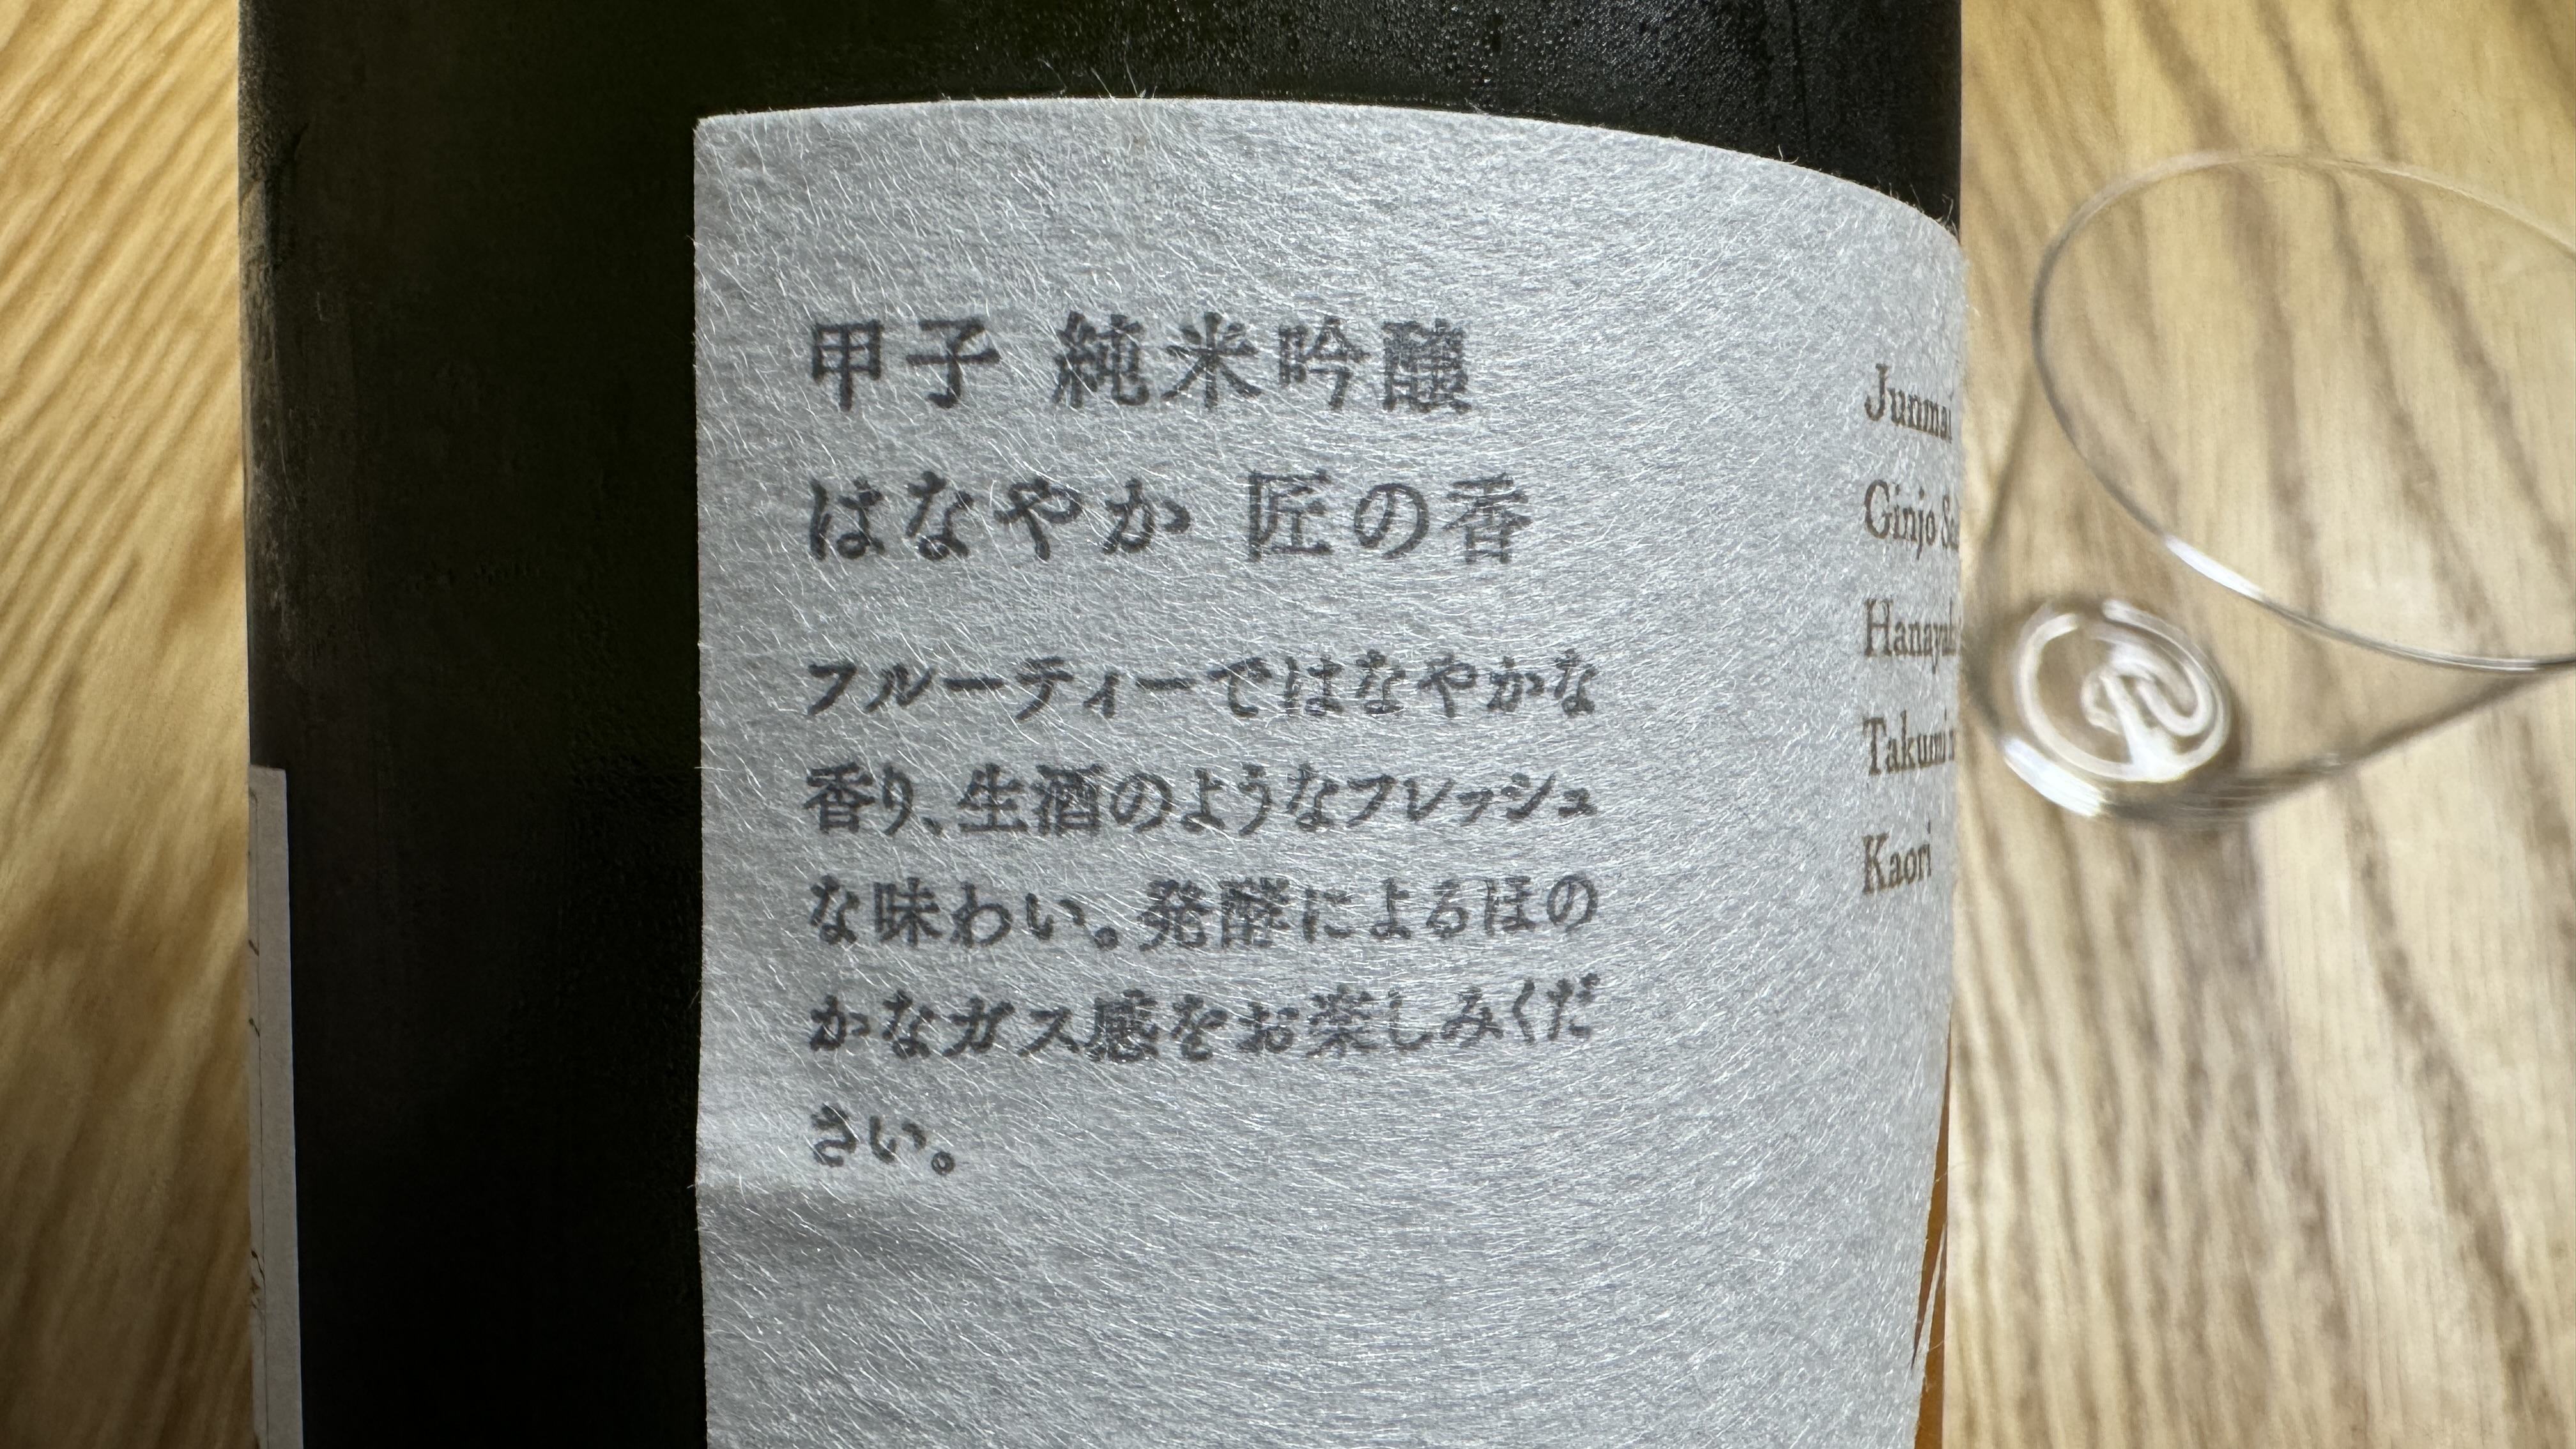 甲子 純米吟醸
はなやか 匠の香
フルーティーではなやかな
香り、生酒のようなフレッシュ
な味わい。発酵によるほの
かなガス感をお楽しみくだ
さい。
Junmai
Ginjo
Takumi
Kaori